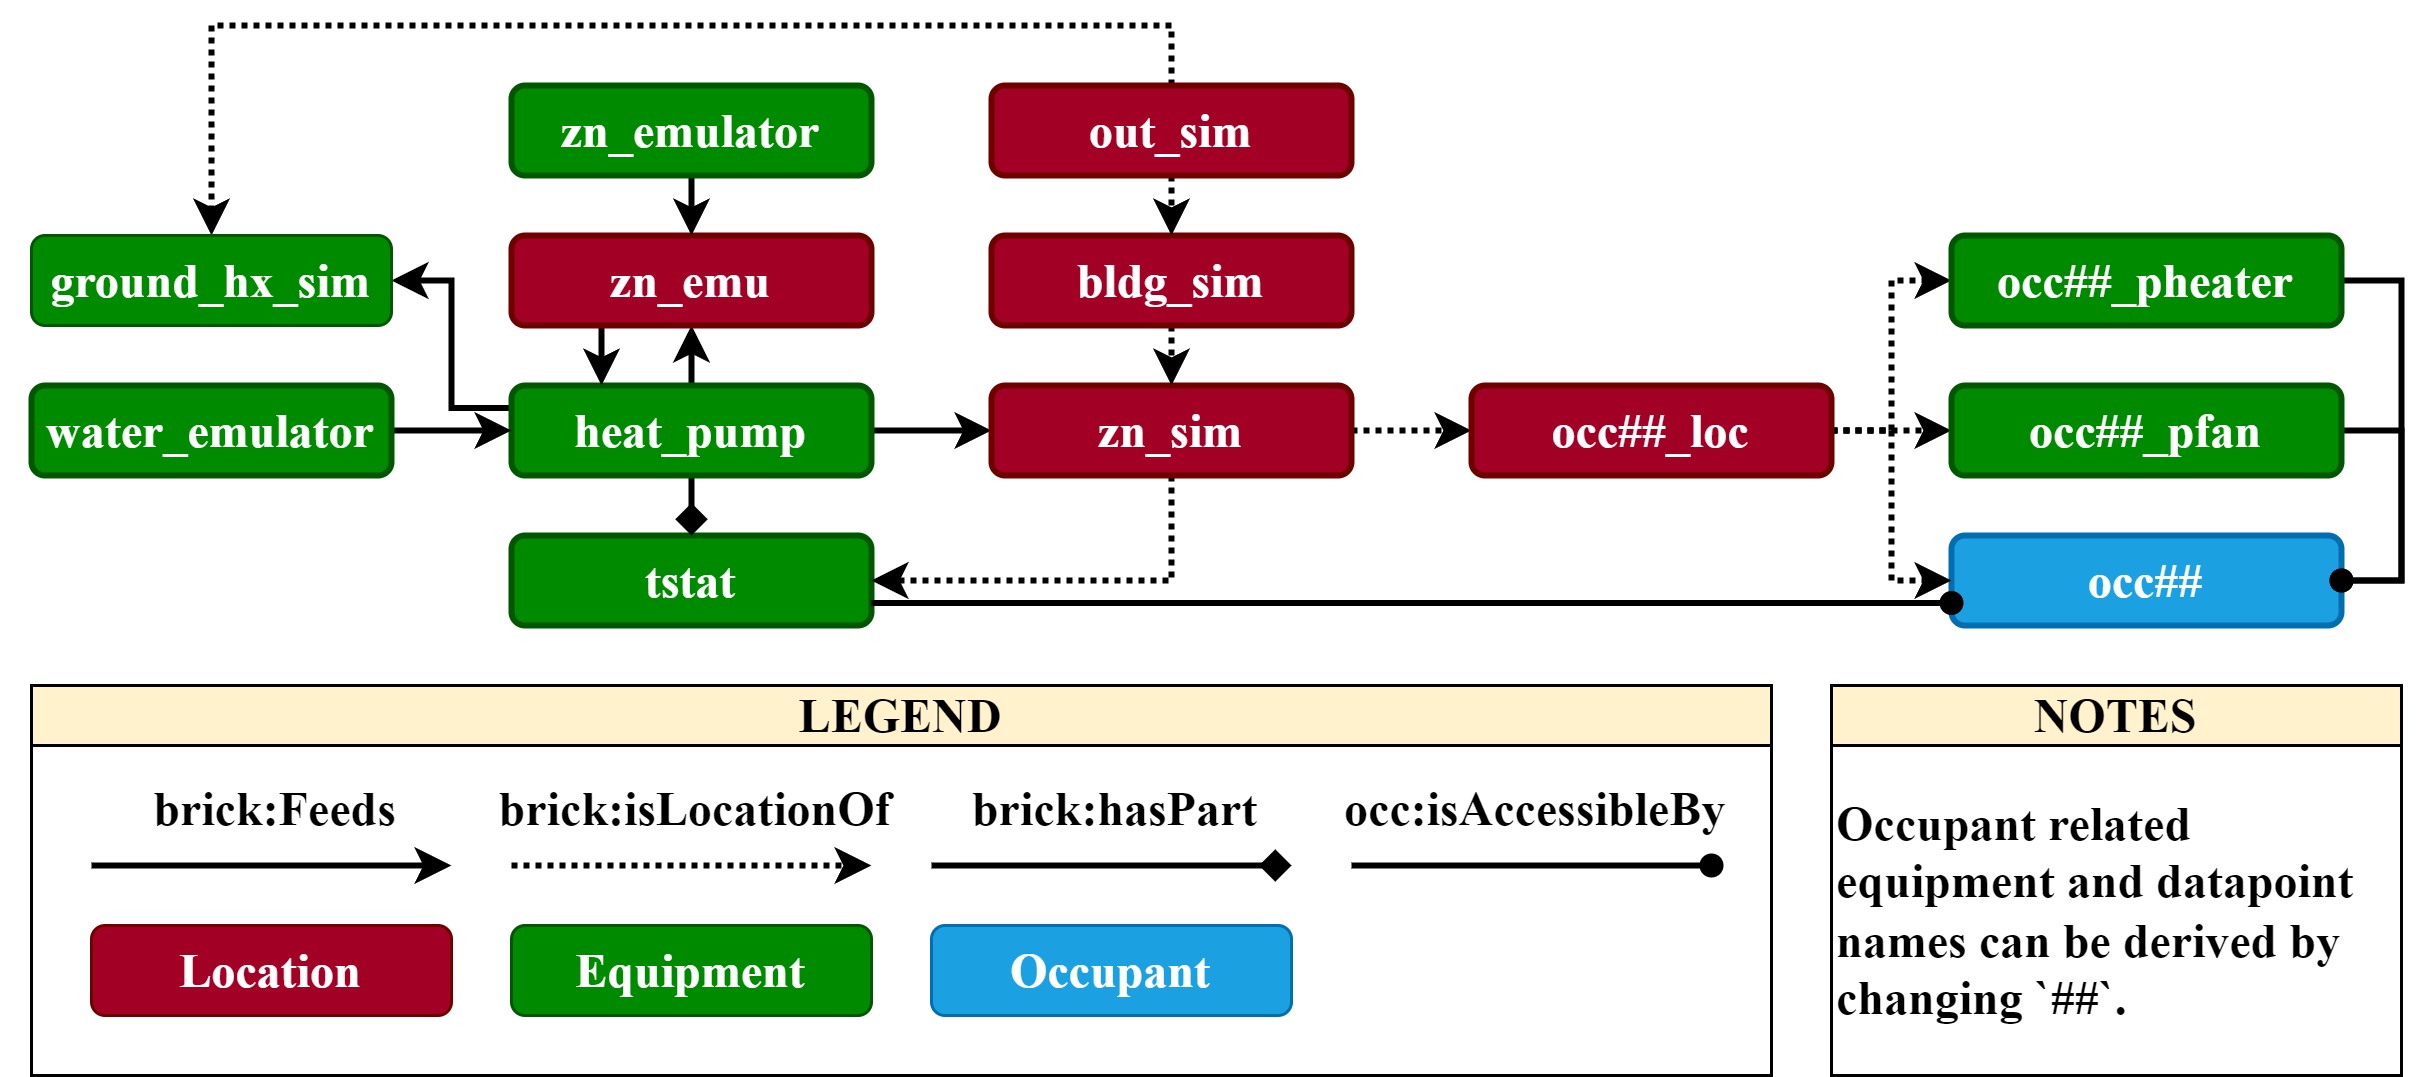 zn_emulator
out_sim
ground_hx_sim
zn_emu
bldg_sim
occ##_pheater
water_emulator
heat_pump
zn_sim
occ##_loc
occ##_pfan
tstat
occ##
LEGEND
brick:Feeds
brick:isLocationOf
brick:hasPart
occ:isAccessibleBy
Location
Equipment
Occupant
NOTES
Occupant related
equipment and datapoint
names can be derived by
changing `##`.